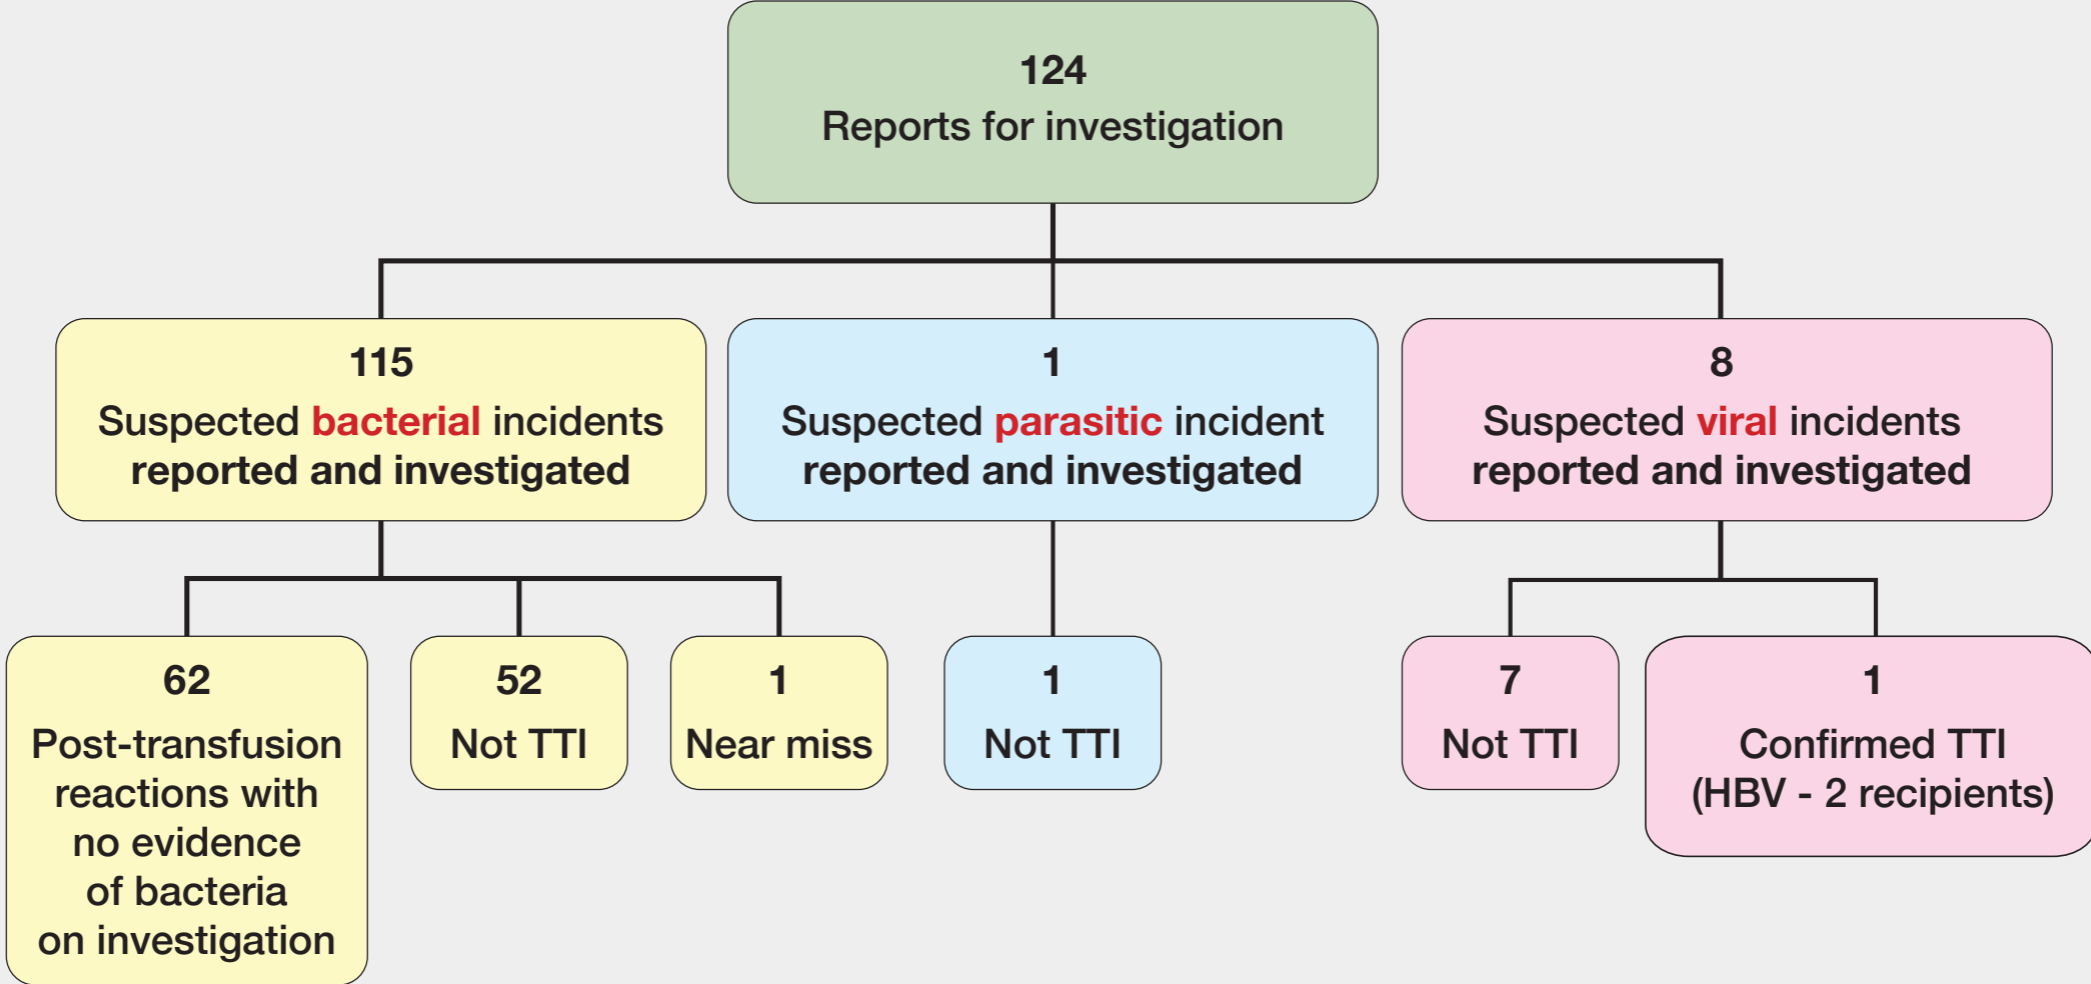 124
Reports for investigation
115
Suspected bacterial incidents
reported and investigated
1
Suspected parasitic incident
reported and investigated
8
Suspected viral incidents
reported and investigated
62
Post-transfusion
reactions with
no evidence
of bacteria
on investigation
52
Not TTI
1
Near miss
1
Not TTI
7
Not TTI
1
Confirmed TTI
(HBV - 2 recipients)